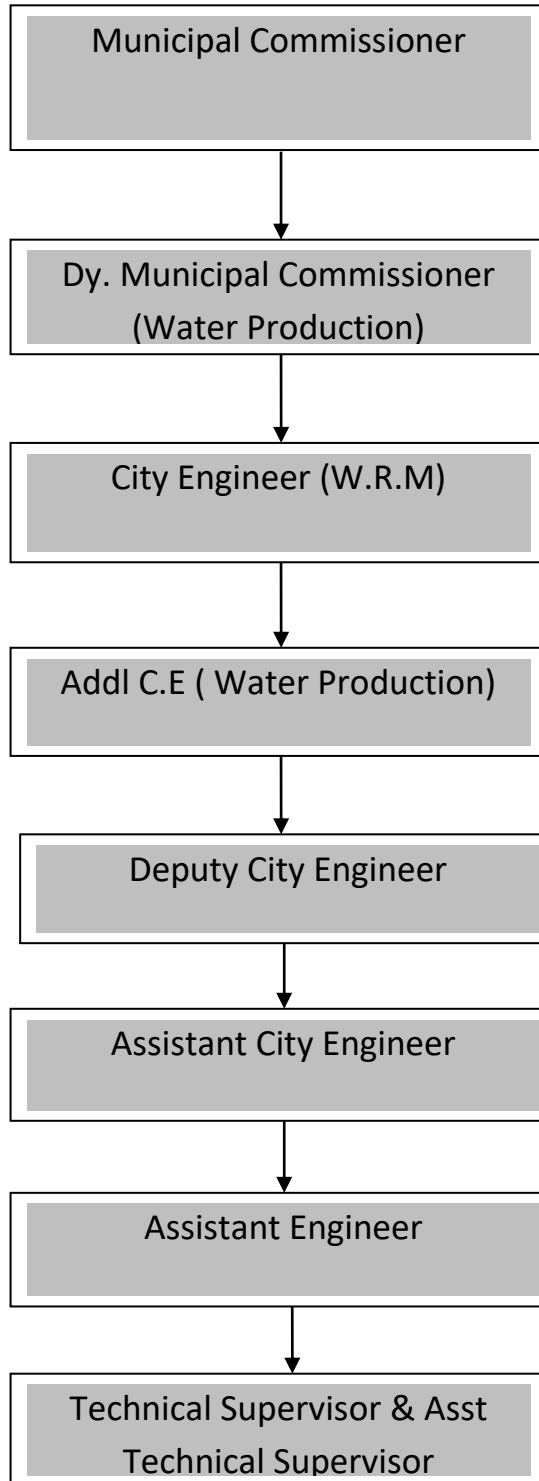 Municipal Commissioner
Dy. Municipal Commissioner
(Water Production)
City Engineer (W.R.M)
Addl C.E ( Water Production)
Deputy City Engineer
Assistant City Engineer
Assistant Engineer
Technical Supervisor & Asst
Technical Supervisor